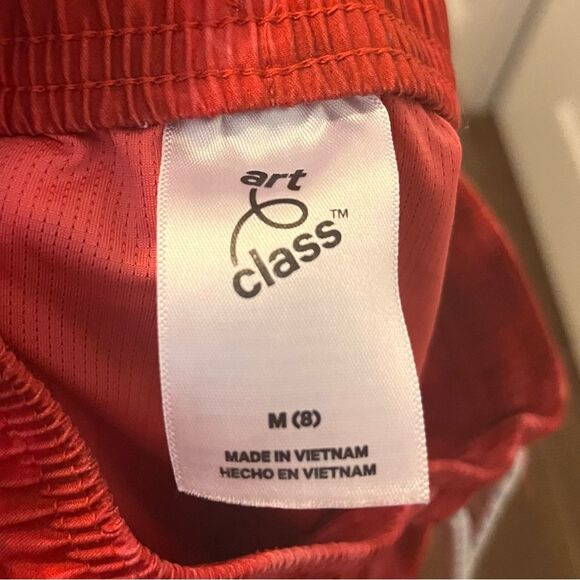 art
class™
M (8)
MADE IN VIETNAM
HECHO EN VIETNAM